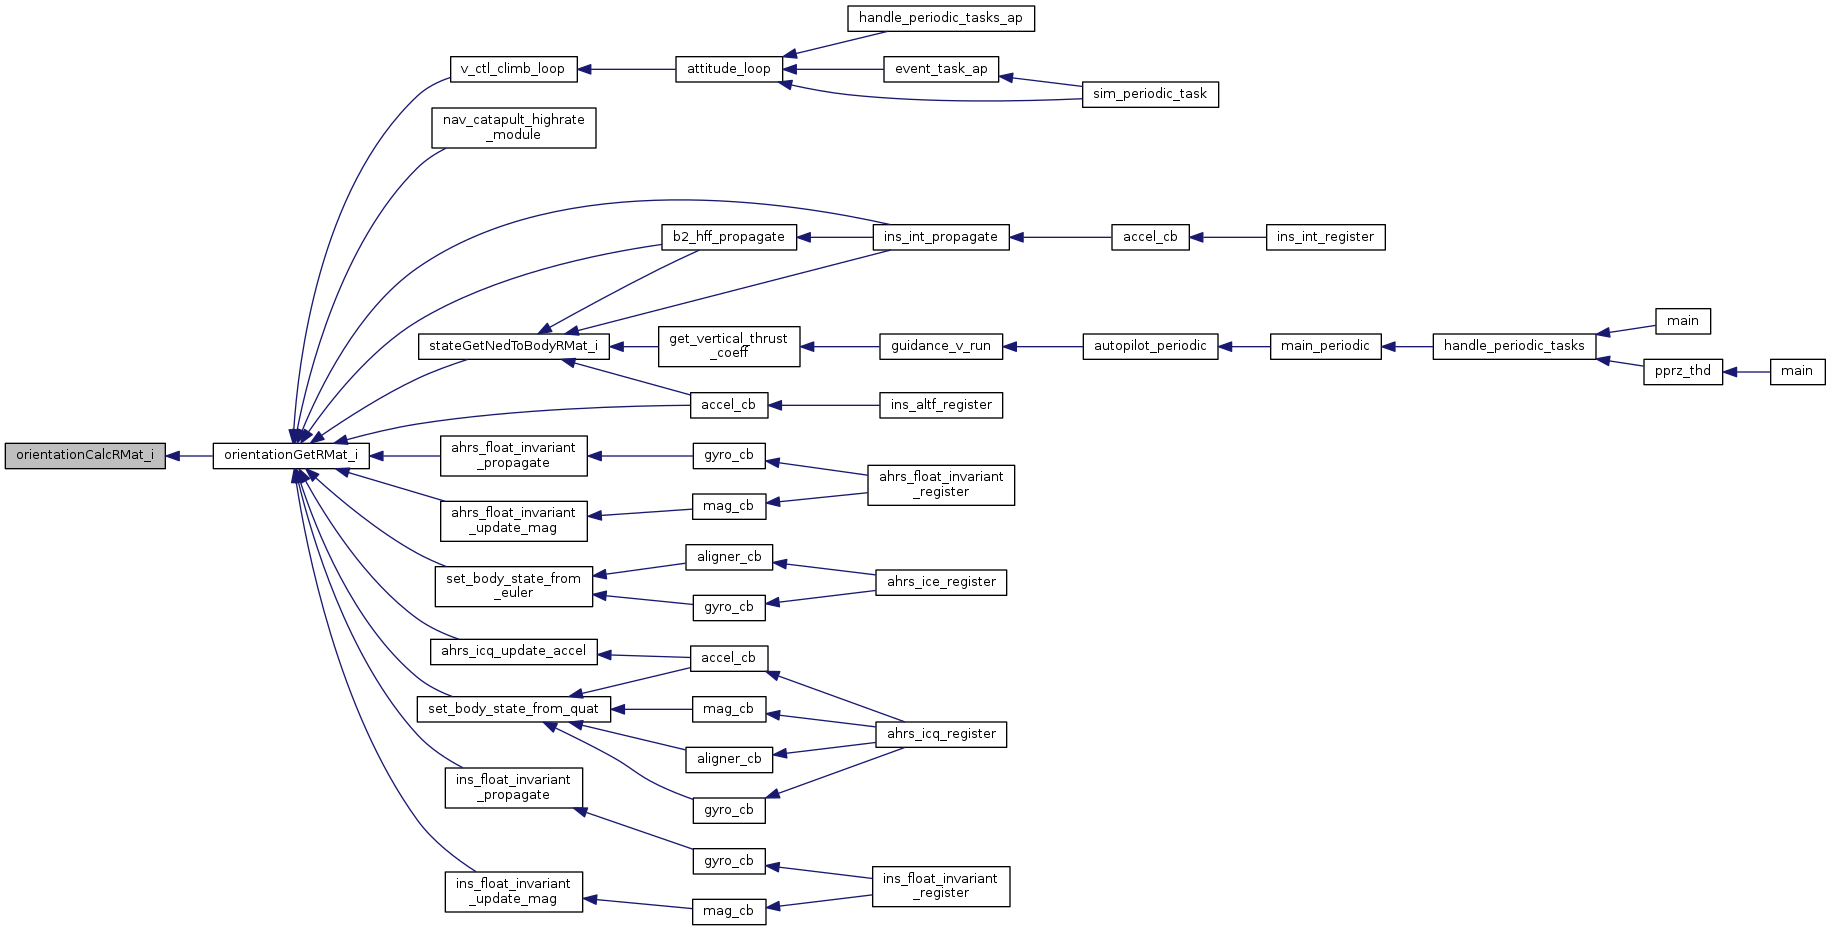 handle_periodic_tasks_ap
v_ctl_climb_loop
attitude_loop
event_task_ap
sim_periodic_task
nav_catapult_highrate
_module
b2_hff_propagate
ins_int_propagate
accel_cb
ins_int_register
stateGetNedToBodyRMat_i
get_vertical_thrust
_coeff
guidance_v_run
autopilot_periodic
main_periodic
handle_periodic_tasks
main
pprz_thd
main
accel_cb
ins_altf_register
orientationCalcRMat_i
orientationGetRMat_i
ahrs_float_invariant
_propagate
gyro_cb
ahrs_float_invariant
_register
ahrs_float_invariant
_update_mag
mag_cb
set_body_state_from
_euler
aligner_cb
ahrs_ice_register
gyro_cb
ahrs_icq_update_accel
accel_cb
set_body_state_from_quat
mag_cb
ahrs_icq_register
aligner_cb
gyro_cb
ins_float_invariant
_propagate
gyro_cb
ins_float_invariant
_register
ins_float_invariant
_update_mag
mag_cb